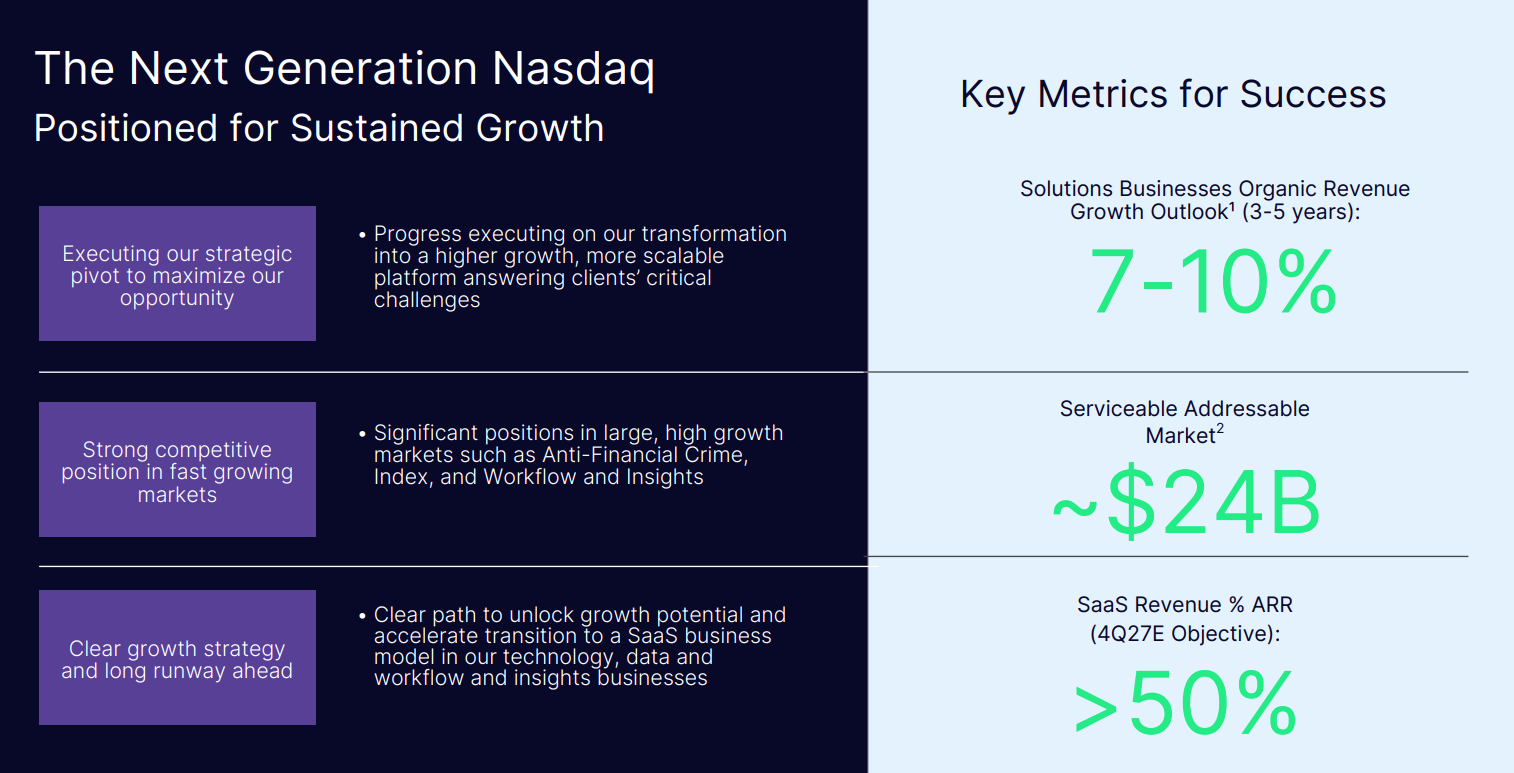 The Next Generation Nasdaq
Positioned for Sustained Growth
Executing our strategic
pivot to maximize our
opportunity
• Progress executing on our transformation
into a higher growth, more scalable
platform answering clients’ critical
challenges
Strong competitive
position in fast growing
markets
• Significant positions in large, high growth
markets such as Anti-Financial Crime,
Index, and Workflow and Insights
Clear growth strategy
and long runway ahead
• Clear path to unlock growth potential and
accelerate transition to a SaaS business
model in our technology, data and
workflow and insights businesses
Key Metrics for Success
Solutions Businesses Organic Revenue
Growth Outlook¹ (3-5 years):
7-10%
Serviceable Addressable
Market²
~$24B
SaaS Revenue % ARR
(4Q27E Objective):
>50%